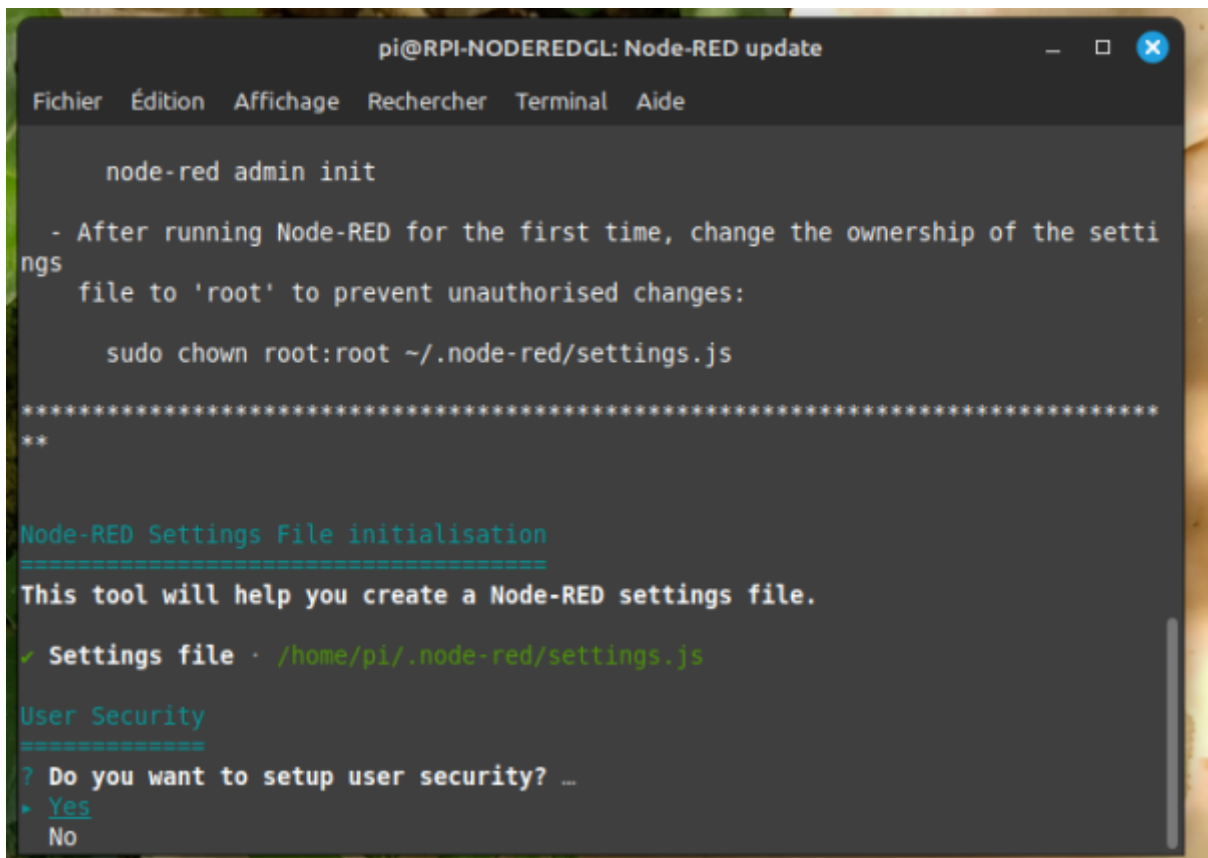 pi@RPI-NODEREDGL: Node-RED update
Fichier Édition Affichage Rechercher Terminal Aide
node-red admin init
- After running Node-RED for the first time, change the ownership of the setti
ngs
file to 'root' to prevent unauthorised changes:
sudo chown root:root ~/.node-red/settings.js
********************************************************************************
**
Node-RED Settings File initialisation
=====================================
This tool will help you create a Node-RED settings file.
✔ Settings file · /home/pi/.node-red/settings.js
User Security
=============
? Do you want to setup user security? …
▸ Yes
No